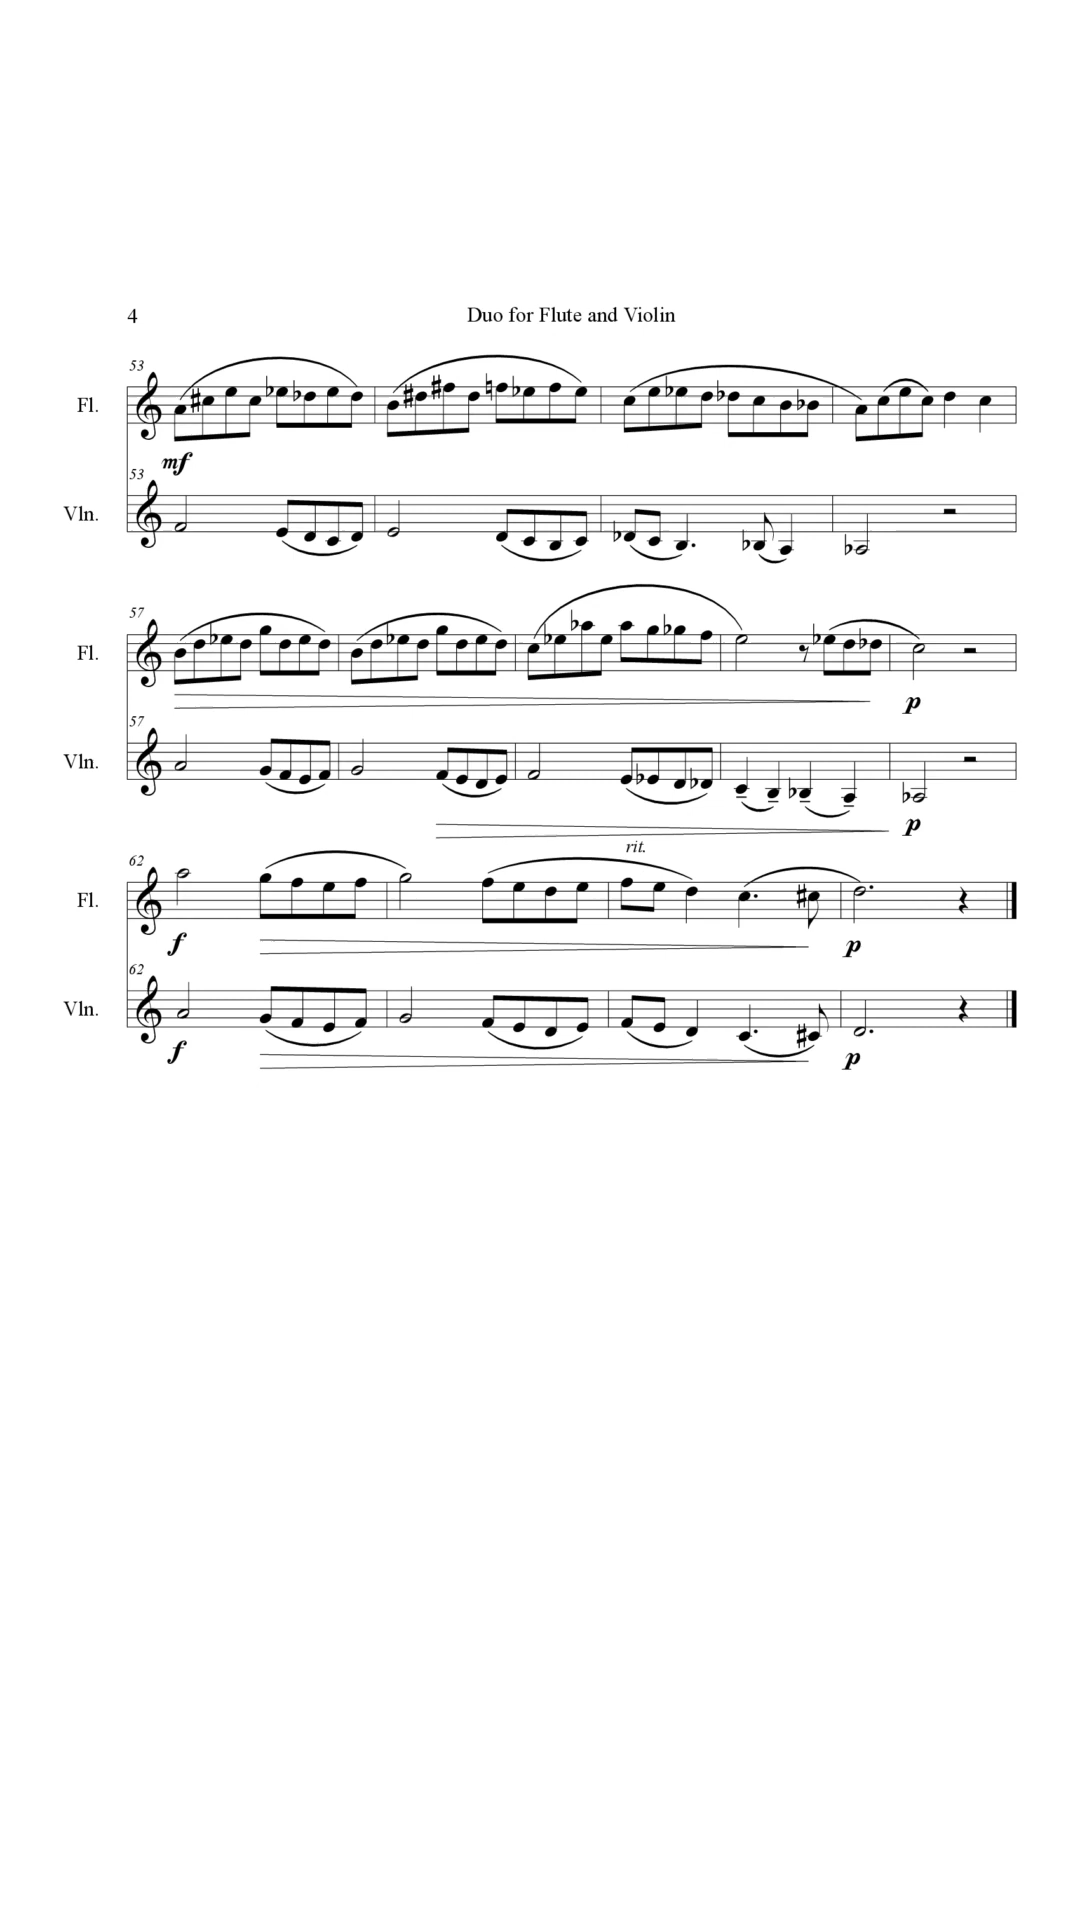 4 Duo for Flute and Violin
53
Fl.
mf
53
Vln.
57
Fl.
p
57
Vln.
p
rit.
62
Fl.
f p
62
Vln.
f p